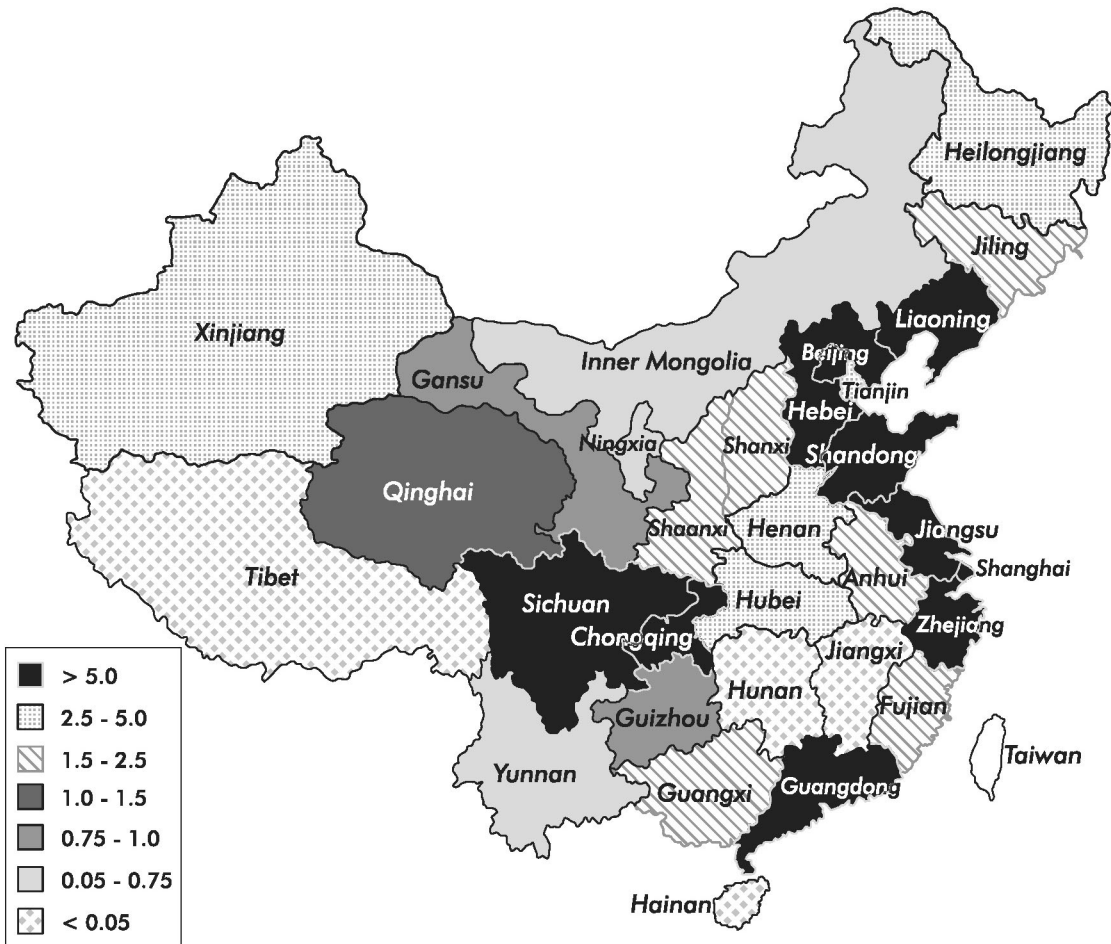 Heilongjiang
Jiling
Liaoning
Xinjiang
Inner Mongolia
Beijing
Gansu
Tianjin
Hebei
Ningxia
Shanxi
Shandong
Qinghai
Shaanxi
Henan
Jiangsu
Tibet
Anhui
Shanghai
Sichuan
Hubei
Zhejiang
Chongqing
Jiangxi
Hunan
Fujian
Guizhou
Taiwan
Yunnan
Guangxi
Guangdong
Hainan
> 5.0
2.5 - 5.0
1.5 - 2.5
1.0 - 1.5
0.75 - 1.0
0.05 - 0.75
< 0.05